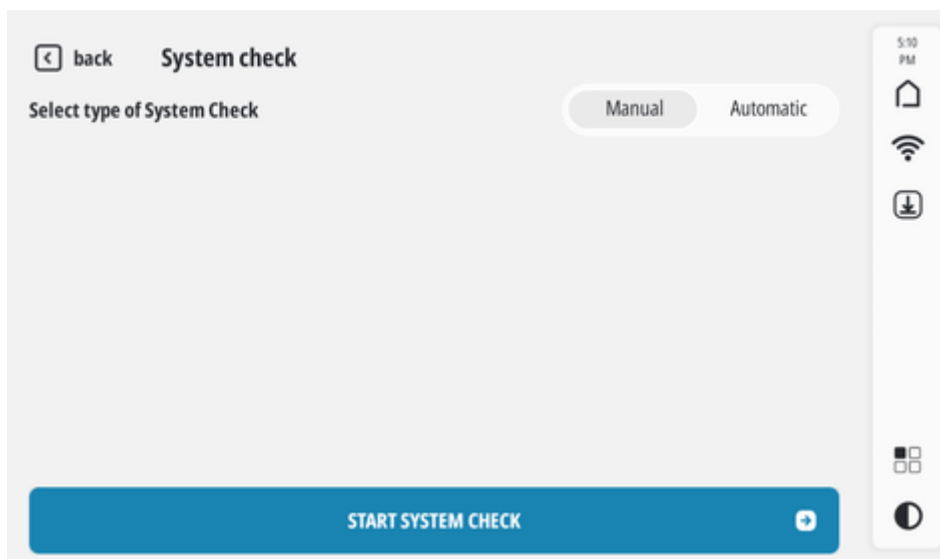 back System check
Select type of System Check
Manual Automatic
START SYSTEM CHECK
5:10
PM